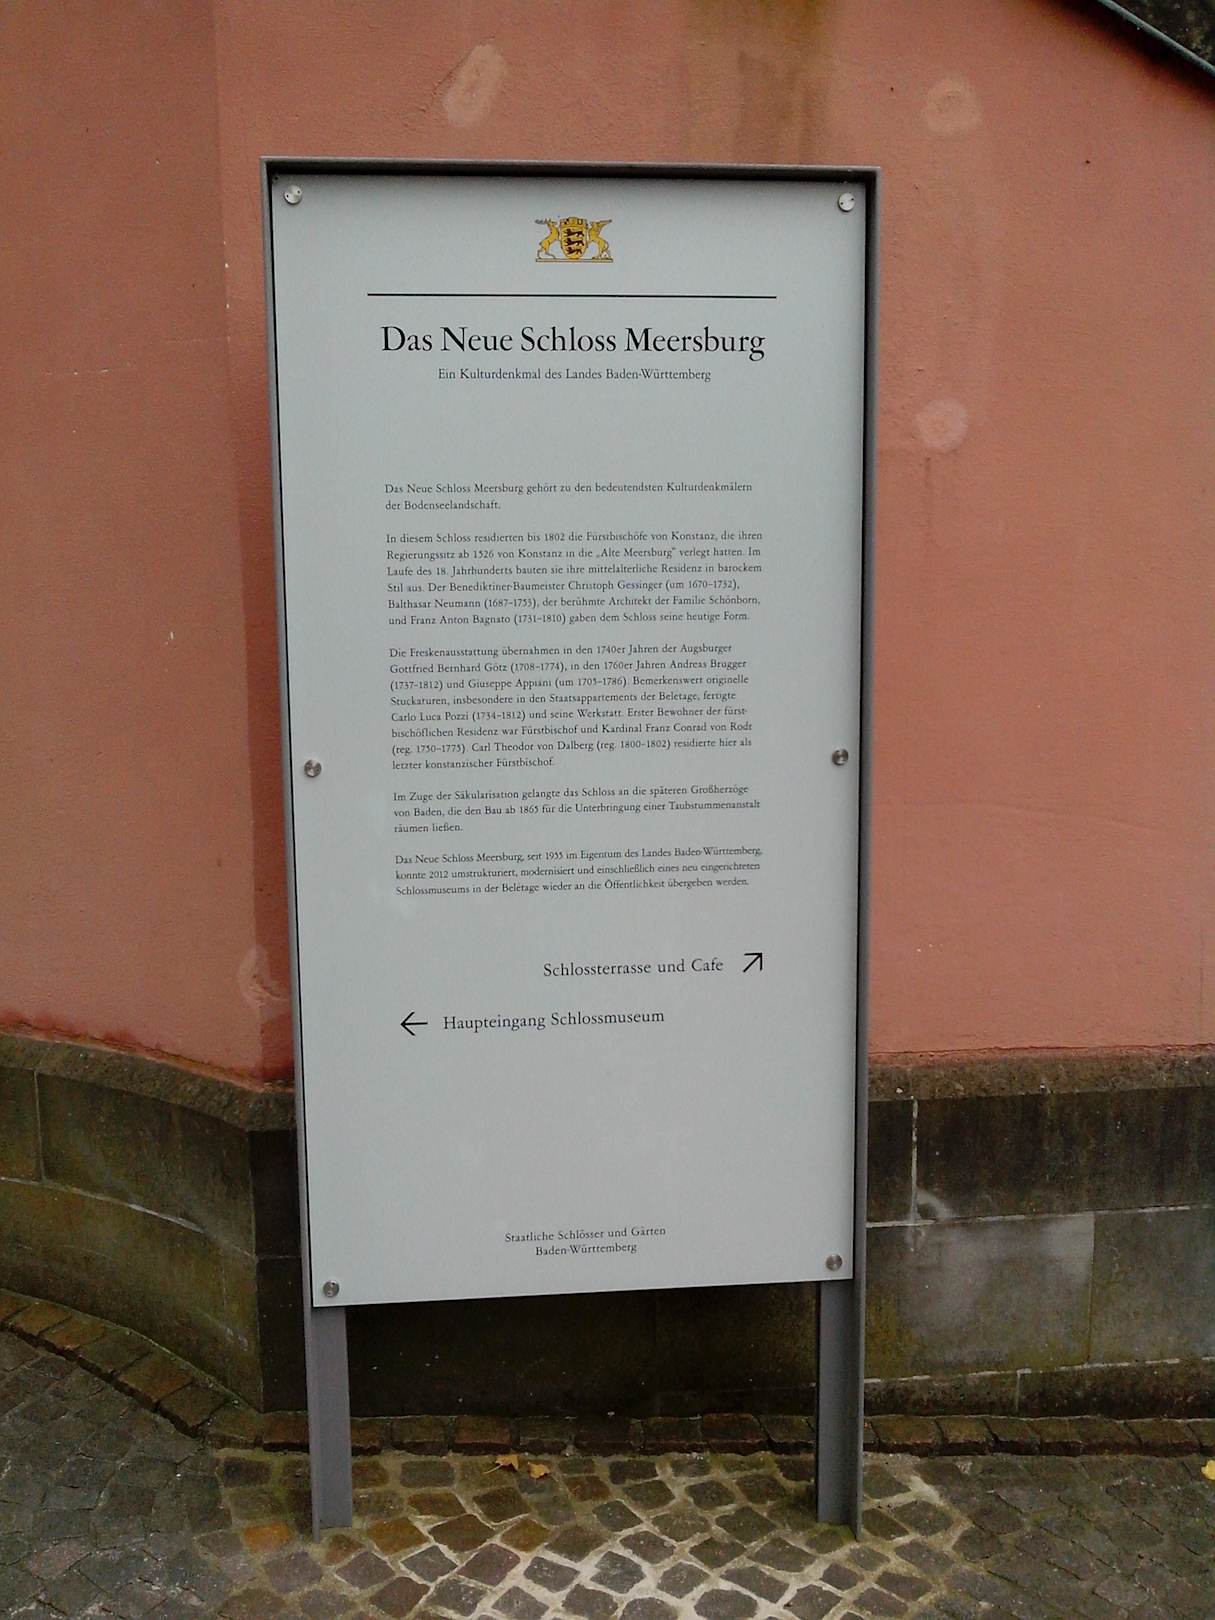 Das Neue Schloss Meersburg
Ein Kulturdenkmal des Landes Baden-Württemberg
Das Neue Schloss Meersburg gehört zu den bedeutendsten Kulturdenkmälern
der Bodenseelandschaft.
In diesem Schloss residierten bis 1802 die Fürstbischöfe von Konstanz, die ihren
Regierungssitz ab 1526 von Konstanz in die „Alte Meersburg" verlegt hatten. Im
Laufe des 18. Jahrhunderts bauten sie ihre mittelalterliche Residenz in barockem
Stil aus. Der Benediktiner-Baumeister Christoph Gessinger (um 1670–1732),
Balthasar Neumann (1687–1753), der berühmte Architekt der Familie Schönborn,
und Franz Anton Bagnato (1731–1810) gaben dem Schloss seine heutige Form.
Die Freskenausstattung übernahmen in den 1740er Jahren der Augsburger
Gottfried Bernhard Götz (1708–1774), in den 1760er Jahren Andreas Brugger
(1737–1812) und Giuseppe Appiani (um 1705–1786). Bemerkenswert originelle
Stuckaturen, insbesondere in den Staatsappartements der Beletage, fertigte
Carlo Luca Pozzi (1734–1812) und seine Werkstatt. Erster Bewohner der fürst-
bischöflichen Residenz war Fürstbischof und Kardinal Franz Conrad von Rodt
(reg. 1750–1775). Carl Theodor von Dalberg (reg. 1800–1802) residierte hier als
letzter konstanzischer Fürstbischof.
Im Zuge der Säkularisation gelangte das Schloss an die späteren Großherzöge
von Baden, die den Bau ab 1865 für die Unterbringung einer Taubstummenanstalt
räumen ließen.
Das Neue Schloss Meersburg, seit 1955 im Eigentum des Landes Baden-Württemberg,
konnte 2012 umstrukturiert, modernisiert und einschließlich eines neu eingerichteten
Schlossmuseums in der Beletage wieder an die Öffentlichkeit übergeben werden.
Schlossterrasse und Cafe ↗
← Haupteingang Schlossmuseum
Staatliche Schlösser und Gärten
Baden-Württemberg